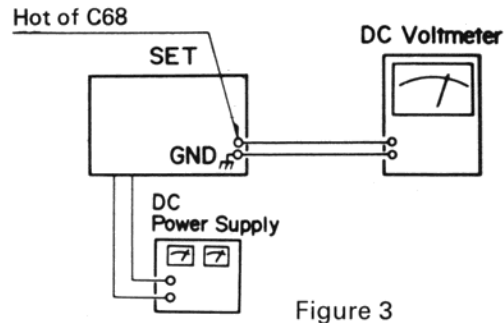 Hot of C68
DC Voltmeter
SET
GND
DC
Power Supply
Figure 3